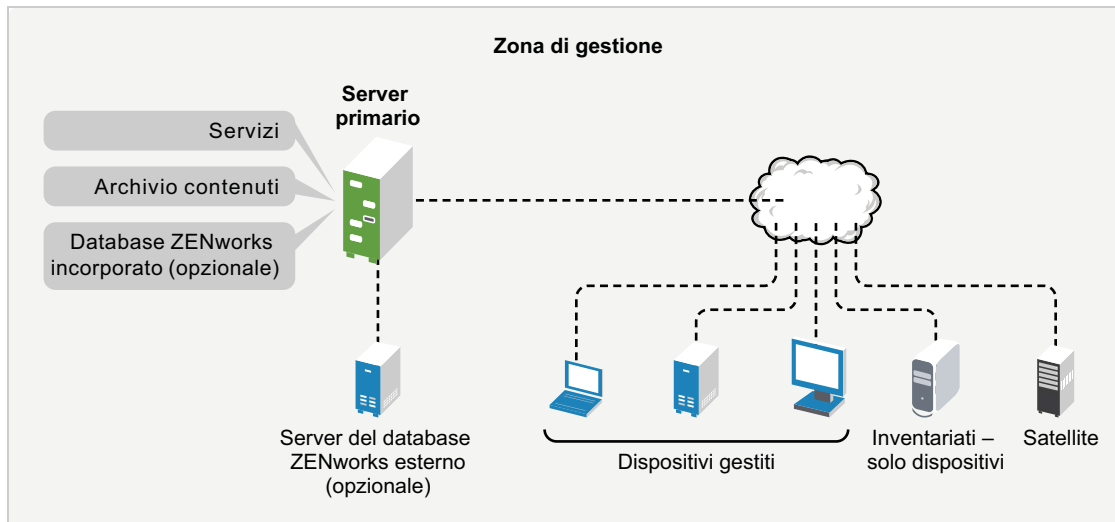 Zona di gestione
Server
primario
Servizi
Archivio contenuti
Database ZENworks
incorporato (opzionale)
Server del database
ZENworks esterno
(opzionale)
Dispositivi gestiti
Inventariati –
solo dispositivi
Satellite